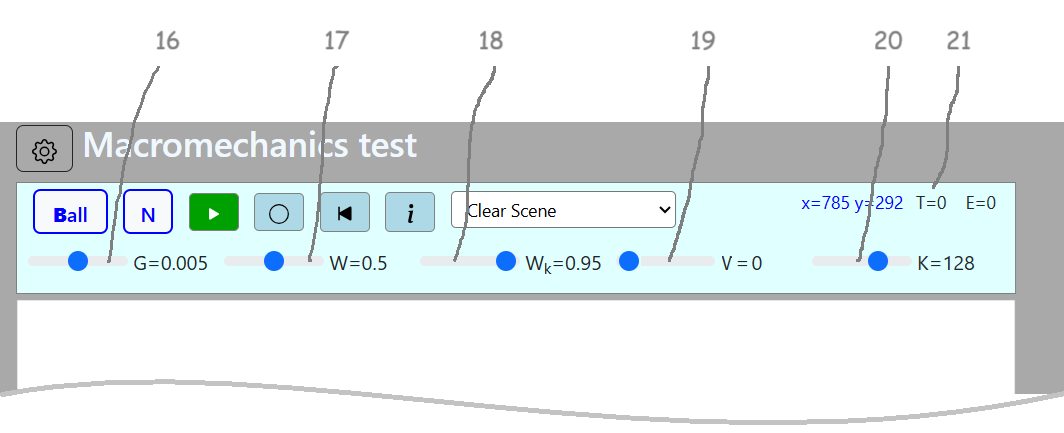 16 17 18 19 20 21
Macromechanics test
Ball N i Clear Scene x=785 y=292 T=0 E=0
G=0.005 W=0.5 Wk=0.95 V = 0 K=128